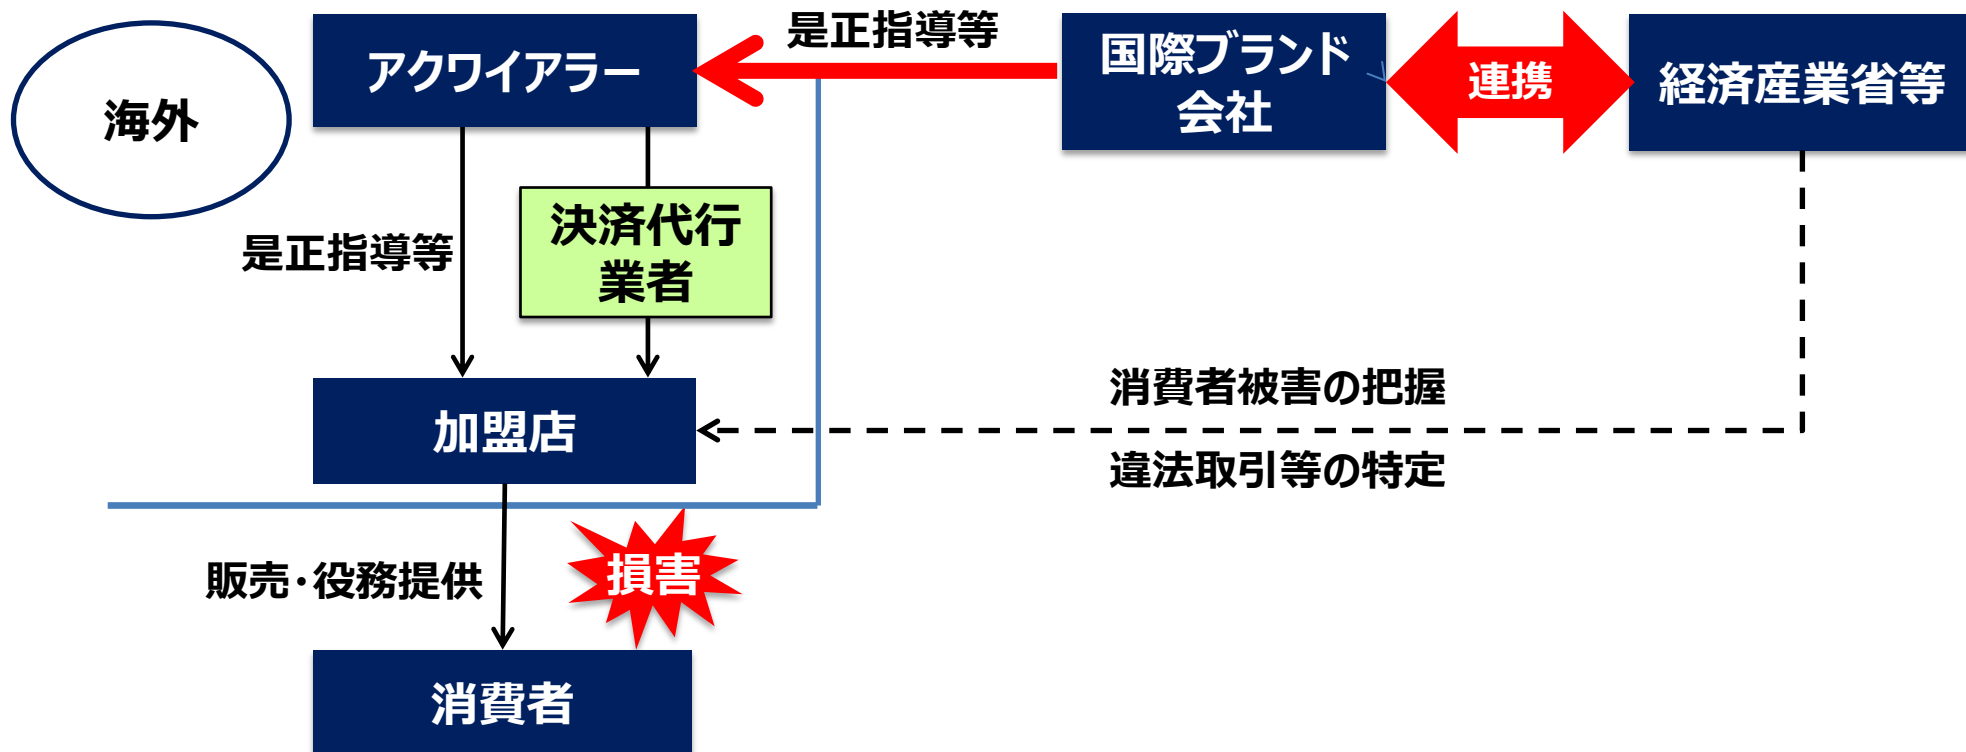 是正指導等
アクワイアラー
国際ブランド
会社
連携
経済産業省等
海外
決済代行
業者
是正指導等
消費者被害の把握
加盟店
違法取引等の特定
販売・役務提供
損害
消費者